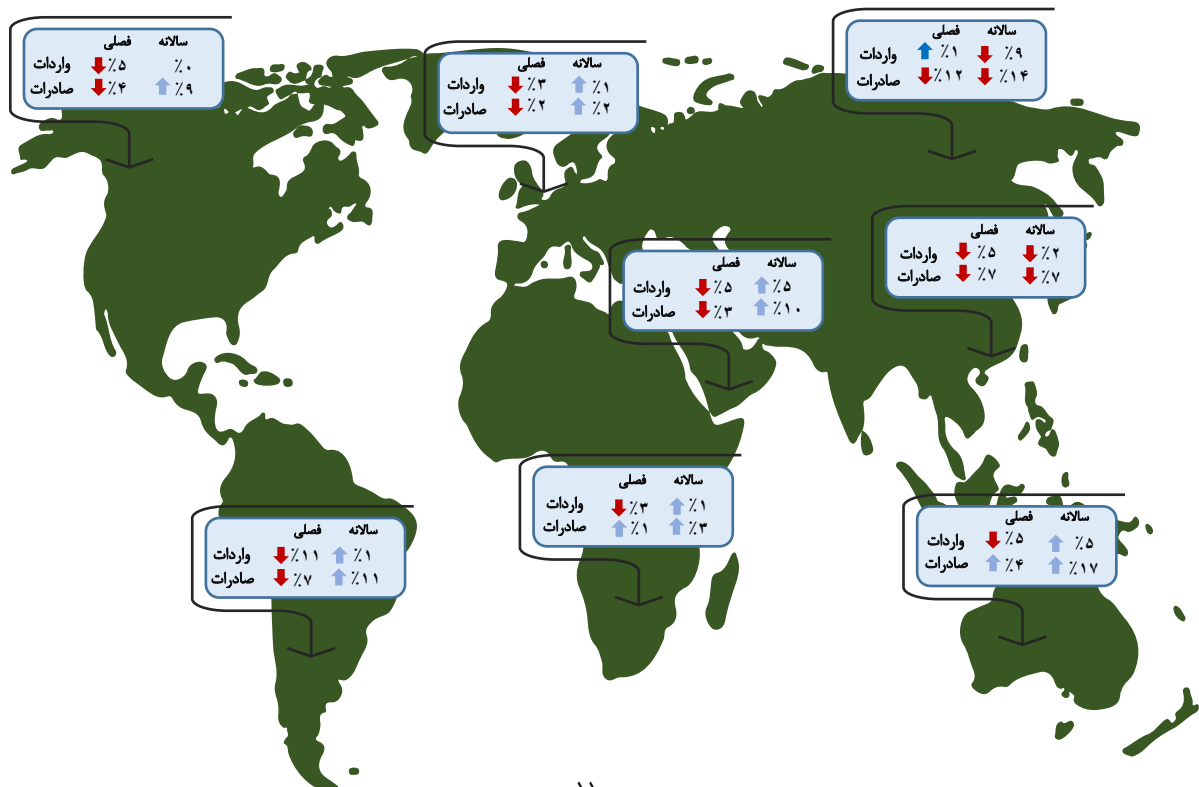 فصلی سالانه
واردات ٪۵ ٪۰
صادرات ٪۴ ٪۹
فصلی سالانه
واردات ٪۳ ٪۱
صادرات ٪۲ ٪۲
فصلی سالانه
واردات ٪۱ ٪۹
صادرات ٪۱۲ ٪۱۴
فصلی سالانه
واردات ٪۵ ٪۲
صادرات ٪۷ ٪۷
فصلی سالانه
واردات ٪۵ ٪۵
صادرات ٪۳ ٪۱۰
فصلی سالانه
واردات ٪۳ ٪۱
صادرات ٪۱ ٪۳
فصلی سالانه
واردات ٪۱۱ ٪۱
صادرات ٪۷ ٪۱۱
فصلی سالانه
واردات ٪۵ ٪۵
صادرات ٪۴ ٪۱۷